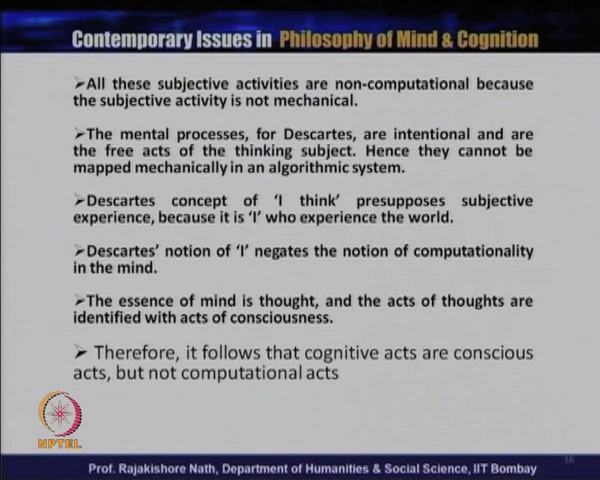 Contemporary Issues in Philosophy of Mind & Cognition
➢All these subjective activities are non-computational because
the subjective activity is not mechanical.
➢The mental processes, for Descartes, are intentional and are
the free acts of the thinking subject. Hence they cannot be
mapped mechanically in an algorithmic system.
➢Descartes concept of 'I think' presupposes subjective
experience, because it is 'I' who experience the world.
➢Descartes' notion of 'I' negates the notion of computationality
in the mind.
➢The essence of mind is thought, and the acts of thoughts are
identified with acts of consciousness.
➢ Therefore, it follows that cognitive acts are conscious
acts, but not computational acts
NPTEL
16
Prof. Rajakishore Nath, Department of Humanities & Social Science, IIT Bombay